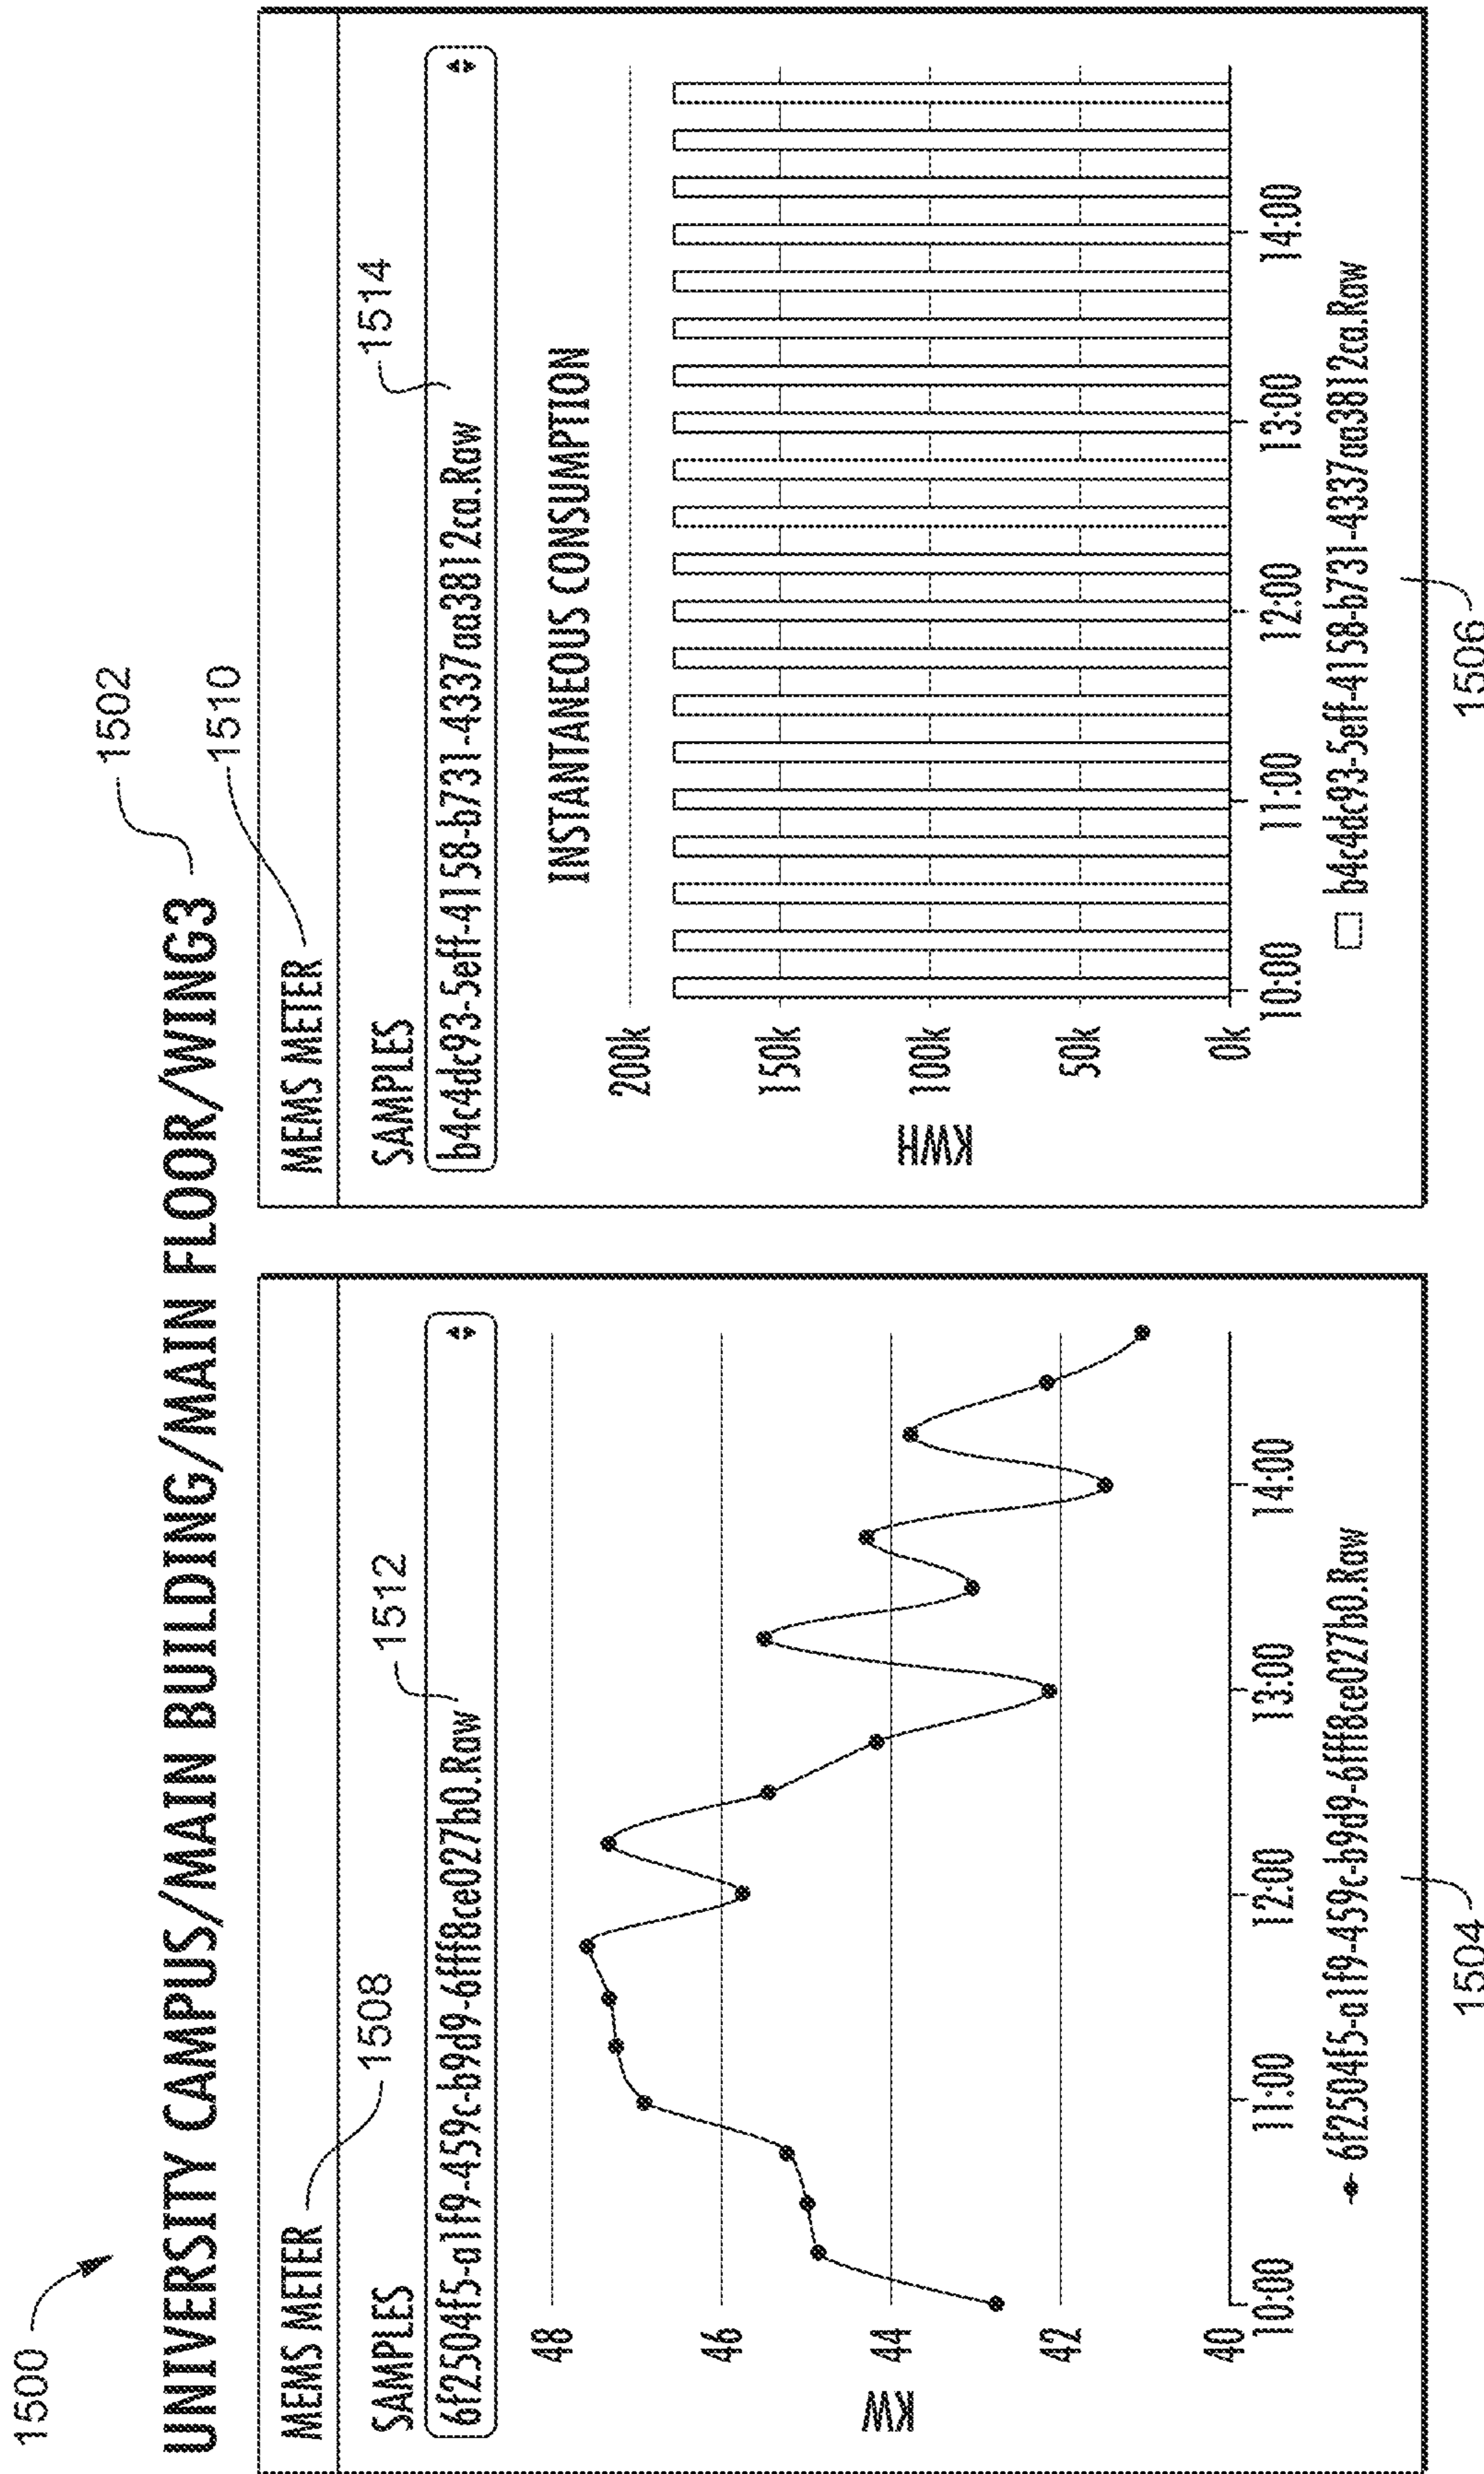 1500
UNIVERSITY CAMPUS/MAIN BUILDING/MAIN FLOOR/WING3
1502
MEMS METER
1508
SAMPLES
1512
6f2504f5-a1f9-459c-b9d9-6fff8ce027b0.Raw
48
46
44
42
40
KW
10:00 11:00 12:00 13:00 14:00
6f2504f5-a1f9-459c-b9d9-6fff8ce027b0.Raw
1504
MEMS METER
1510
SAMPLES
1514
b4c4dc93-5eff-4158-b731-4337aa3812ca.Raw
INSTANTANEOUS CONSUMPTION
200k
150k
100k
50k
0k
KWH
10:00 11:00 12:00 13:00 14:00
b4c4dc93-5eff-4158-b731-4337aa3812ca.Raw
1506